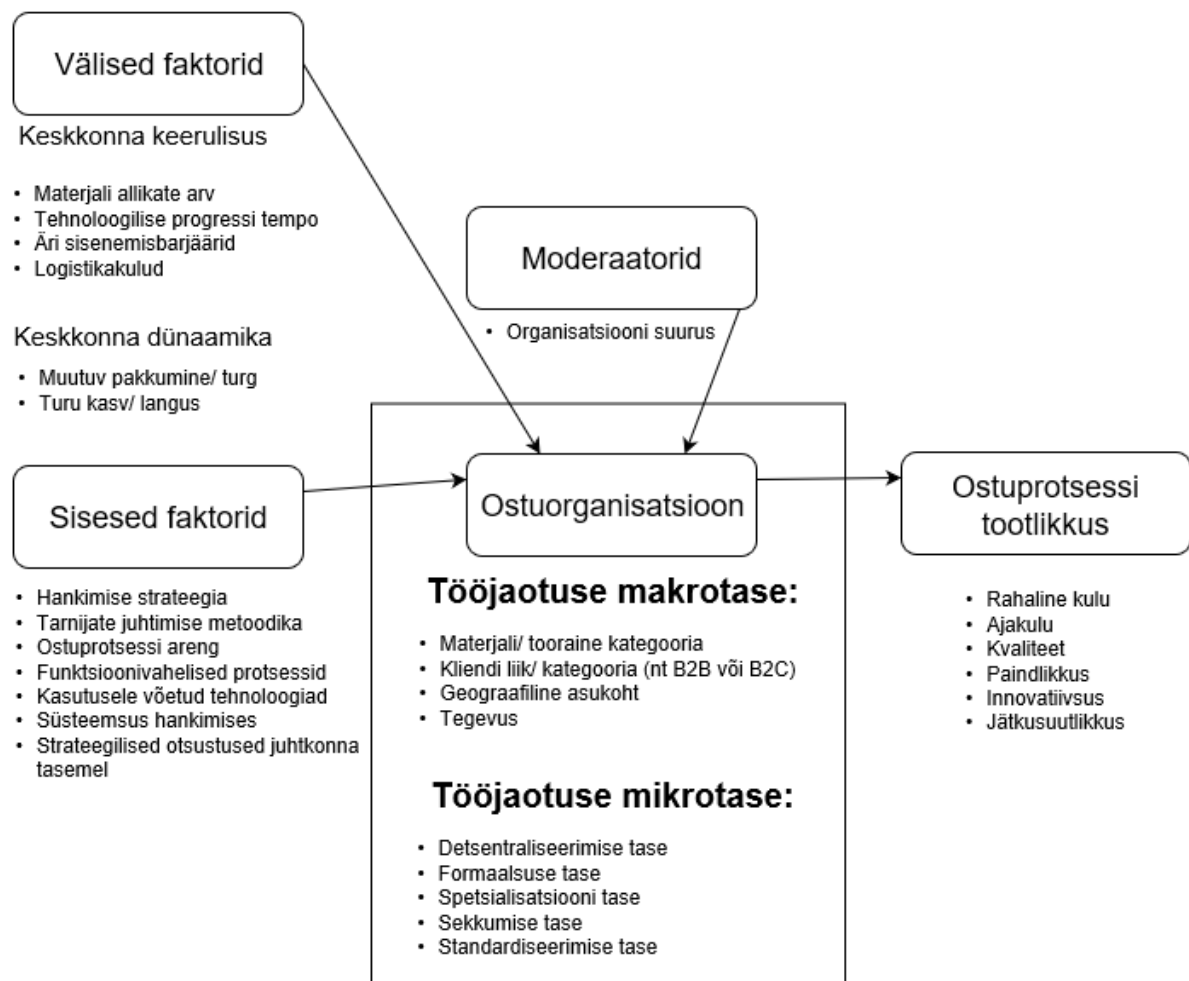 Välised faktorid
Keskkonna keerulisus
• Materjali allikate arv
• Tehnoloogilise progressi tempo
• Äri sisenemisbarjäärid
• Logistikakulud
Keskkonna dünaamika
• Muutuv pakkumine/ turg
• Turu kasv/ langus
Moderaatorid
• Organisatsiooni suurus
Sisesed faktorid
• Hankimise strateegia
• Tarnijate juhtimise metoodika
• Ostuprotsessi areng
• Funktsioonivahelised protsessid
• Kasutusele võetud tehnoloogiad
• Süsteemsus hankimises
• Strateegilised otsustused juhtkonna
tasemel
Ostuorganisatsioon
Tööjaotuse makrotase:
• Materjali/ tooraine kategooria
• Kliendi liik/ kategooria (nt B2B või B2C)
• Geograafiline asukoht
• Tegevus
Tööjaotuse mikrotase:
• Detsentraliseerimise tase
• Formaalsuse tase
• Spetsialisatsiooni tase
• Sekkumise tase
• Standardiseerimise tase
Ostuprotsessi
tootlikkus
• Rahaline kulu
• Ajakulu
• Kvaliteet
• Paindlikkus
• Innovatiivsus
• Jätkusuutlikkus